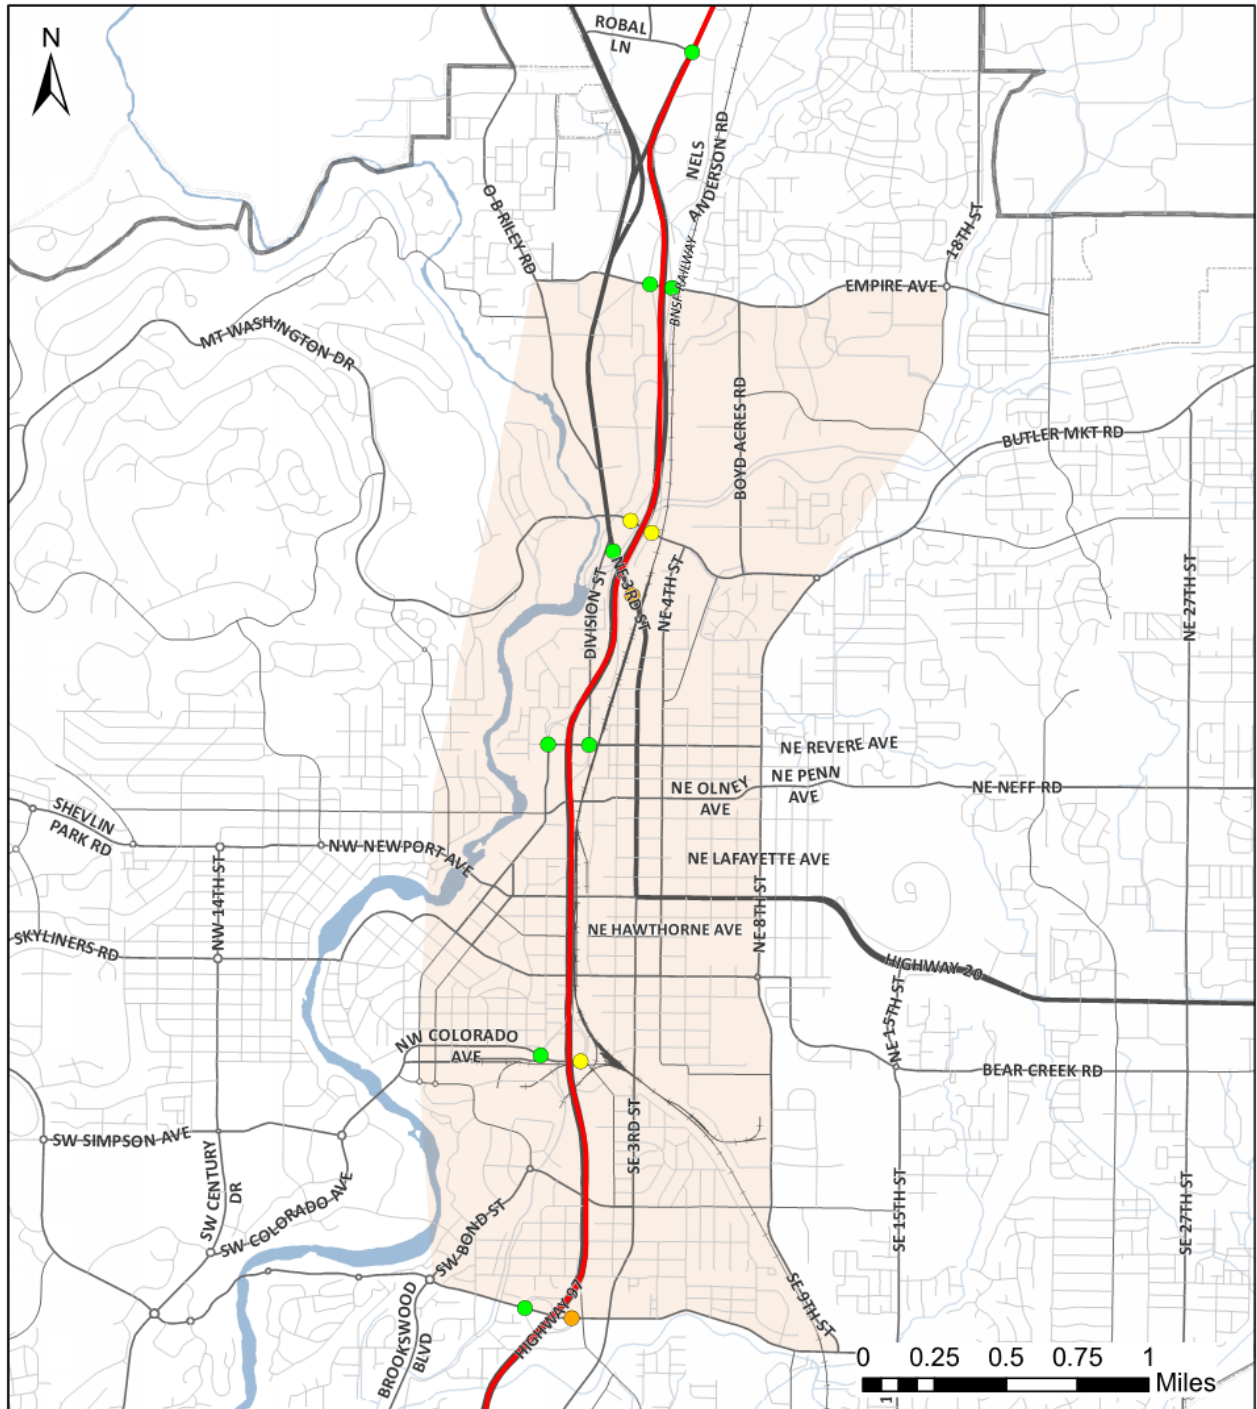 N
ROBAL
LN
NELS
ANDERSON RD
BNSF RAILWAY
O B RILEY RD
18TH ST
EMPIRE AVE
MT WASHINGTON DR
BOYD ACRES RD
BUTLER MKT RD
NE 27TH ST
NE 3RD ST
DIVISION ST
NE 4TH ST
NE REVERE AVE
NE OLNEY
AVE
NE PENN
AVE
NE NEFF RD
SHEVLIN
PARK RD
NW NEWPORT AVE
NE LAFAYETTE AVE
NW 14TH ST
NE 8TH ST
SKYLINERS RD
NE HAWTHORNE AVE
HIGHWAY 20
NE 15TH ST
NW COLORADO
AVE
BEAR CREEK RD
SW SIMPSON AVE
SE 3RD ST
SW CENTURY
DR
SW COLORADO AVE
SW BOND ST
SE 15TH ST
SE 27TH ST
SE 9TH ST
HIGHWAY 97
BROOKSWOOD
BLVD
0 0.25 0.5 0.75 1
Miles